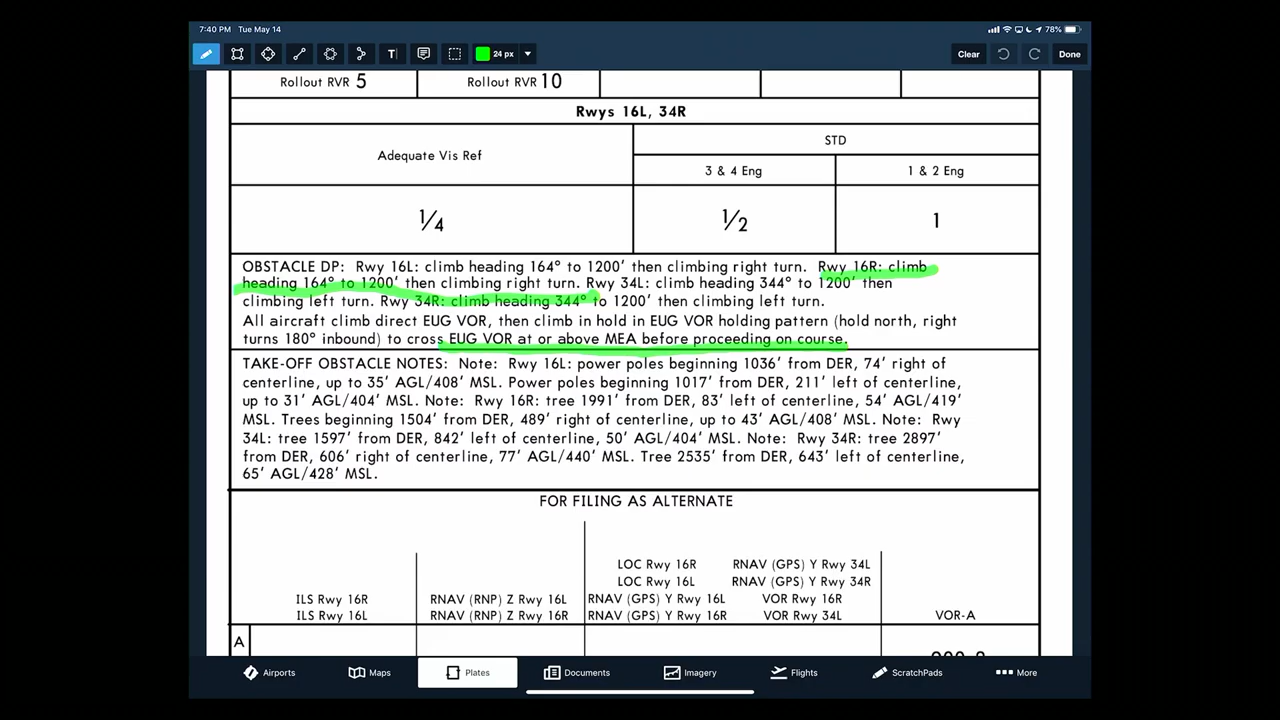 7:40 PM Tue May 14 78%
T 24 px Clear Done
Rollout RVR 5 Rollout RVR 10
Rwys 16L, 34R
Adequate Vis Ref STD
3 & 4 Eng 1 & 2 Eng
1/4 1/2 1
OBSTACLE DP: Rwy 16L: climb heading 164° to 1200' then climbing right turn. Rwy 16R: climb
heading 164° to 1200' then climbing right turn. Rwy 34L: climb heading 344° to 1200' then
climbing left turn. Rwy 34R: climb heading 344° to 1200' then climbing left turn.
All aircraft climb direct EUG VOR, then climb in hold in EUG VOR holding pattern (hold north, right
turns 180° inbound) to cross EUG VOR at or above MEA before proceeding on course.
TAKE-OFF OBSTACLE NOTES: Note: Rwy 16L: power poles beginning 1036' from DER, 74' right of
centerline, up to 35' AGL/408' MSL. Power poles beginning 1017' from DER, 211' left of centerline,
up to 31' AGL/404' MSL. Note: Rwy 16R: tree 1991' from DER, 83' left of centerline, 54' AGL/419'
MSL. Trees beginning 1504' from DER, 489' right of centerline, up to 43' AGL/408' MSL. Note: Rwy
34L: tree 1597' from DER, 842' left of centerline, 50' AGL/404' MSL. Note: Rwy 34R: tree 2897'
from DER, 606' right of centerline, 77' AGL/440' MSL. Tree 2535' from DER, 643' left of centerline,
65' AGL/428' MSL.
FOR FILING AS ALTERNATE
LOC Rwy 16R RNAV (GPS) Y Rwy 34L
LOC Rwy 16L RNAV (GPS) Y Rwy 34R
ILS Rwy 16R RNAV (RNP) Z Rwy 16L RNAV (GPS) Y Rwy 16L VOR Rwy 16R
ILS Rwy 16L RNAV (RNP) Z Rwy 16R RNAV (GPS) Y Rwy 16R VOR Rwy 34L VOR-A
A
Airports Maps Plates Documents Imagery Flights ScratchPads More